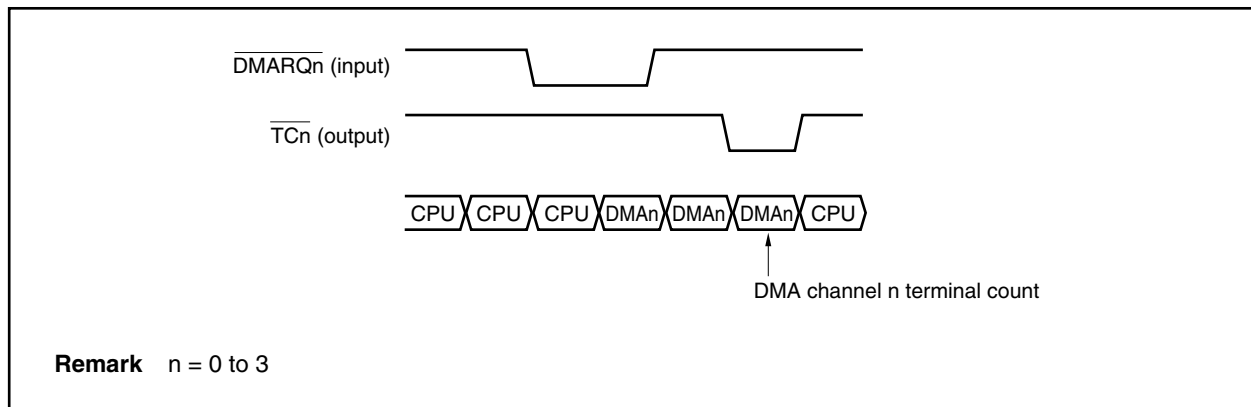 DMARQn (input)
TCn (output)
CPU CPU CPU DMAn DMAn DMAn CPU
DMA channel n terminal count
Remark n = 0 to 3